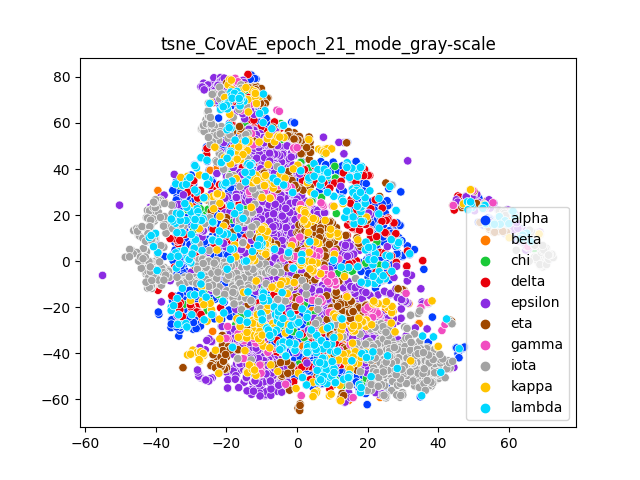 tsne_CovAE_epoch_21_mode_gray-scale
80
60
40
20
0
−20
−40
−60
−60
−40
−20
0
20
40
60
alpha
beta
chi
delta
epsilon
eta
gamma
iota
kappa
lambda